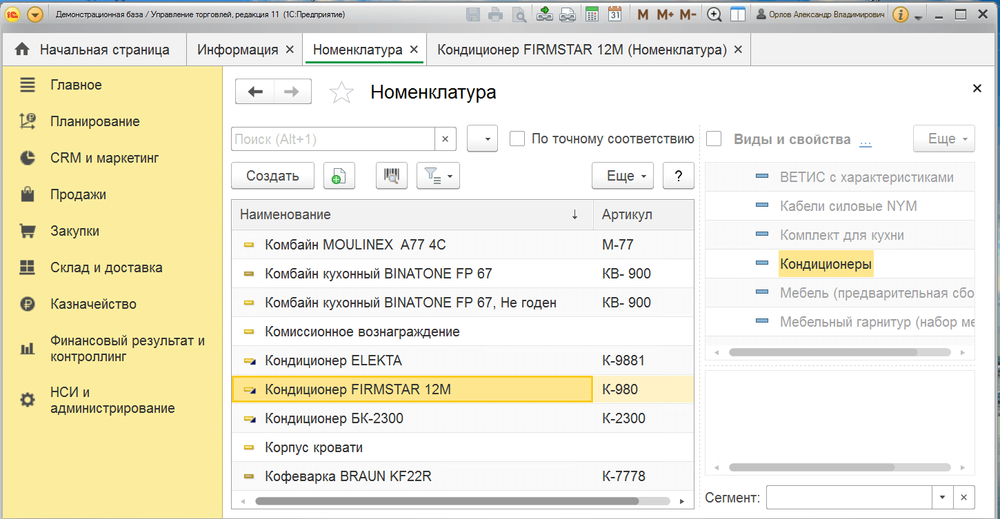 Демонстрационная база / Управление торговлей, редакция 11 (1С:Предприятие)
M M+ M-
31
Орлов Александр Владимирович
Начальная страница
Информация
Номенклатура
Кондиционер FIRMSTAR 12М (Номенклатура)
Главное
Планирование
CRM и маркетинг
Продажи
Закупки
Склад и доставка
Казначейство
Финансовый результат и
контроллинг
НСИ и
администрирование
Номенклатура
Поиск (Alt+1)
По точному соответствию
Создать
Еще
?
Наименование
Артикул
Комбайн MOULINEX  A77 4C
М-77
Комбайн кухонный BINATONE FP 67
КВ- 900
Комбайн кухонный BINATONE FP 67, Не годен
КВ- 900
Комиссионное вознаграждение
Кондиционер ELEKTA
К-9881
Кондиционер FIRMSTAR 12М
К-980
Кондиционер БК-2300
К-2300
Корпус кровати
Кофеварка BRAUN KF22R
К-7778
Виды и свойства ...
Еще
ВЕТИС с характеристиками
Кабели силовые NYM
Комплект для кухни
Кондиционеры
Мебель (предварительная сбо
Мебельный гарнитур (набор ме
Сегмент: